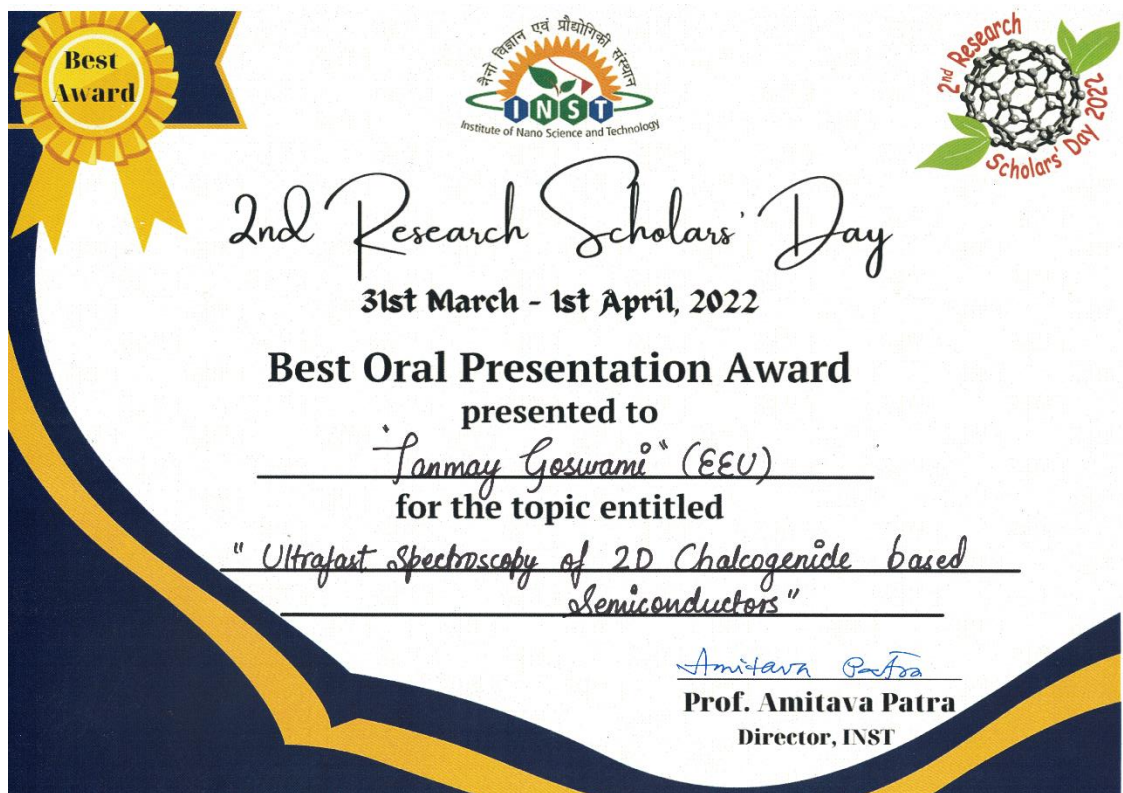 Best
Award
नैनो विज्ञान एवं प्रौद्योगिकी संस्थान
INST
Institute of Nano Science and Technology
2nd Research
Scholars' Day 2022
2nd Research Scholars' Day
31st March - 1st April, 2022
Best Oral Presentation Award
presented to
"Tanmay Goswami" (EEU)
for the topic entitled
" Ultrafast Spectroscopy of 2D Chalcogenide based
Semiconductors"
Amitava Patra
Prof. Amitava Patra
Director, INST